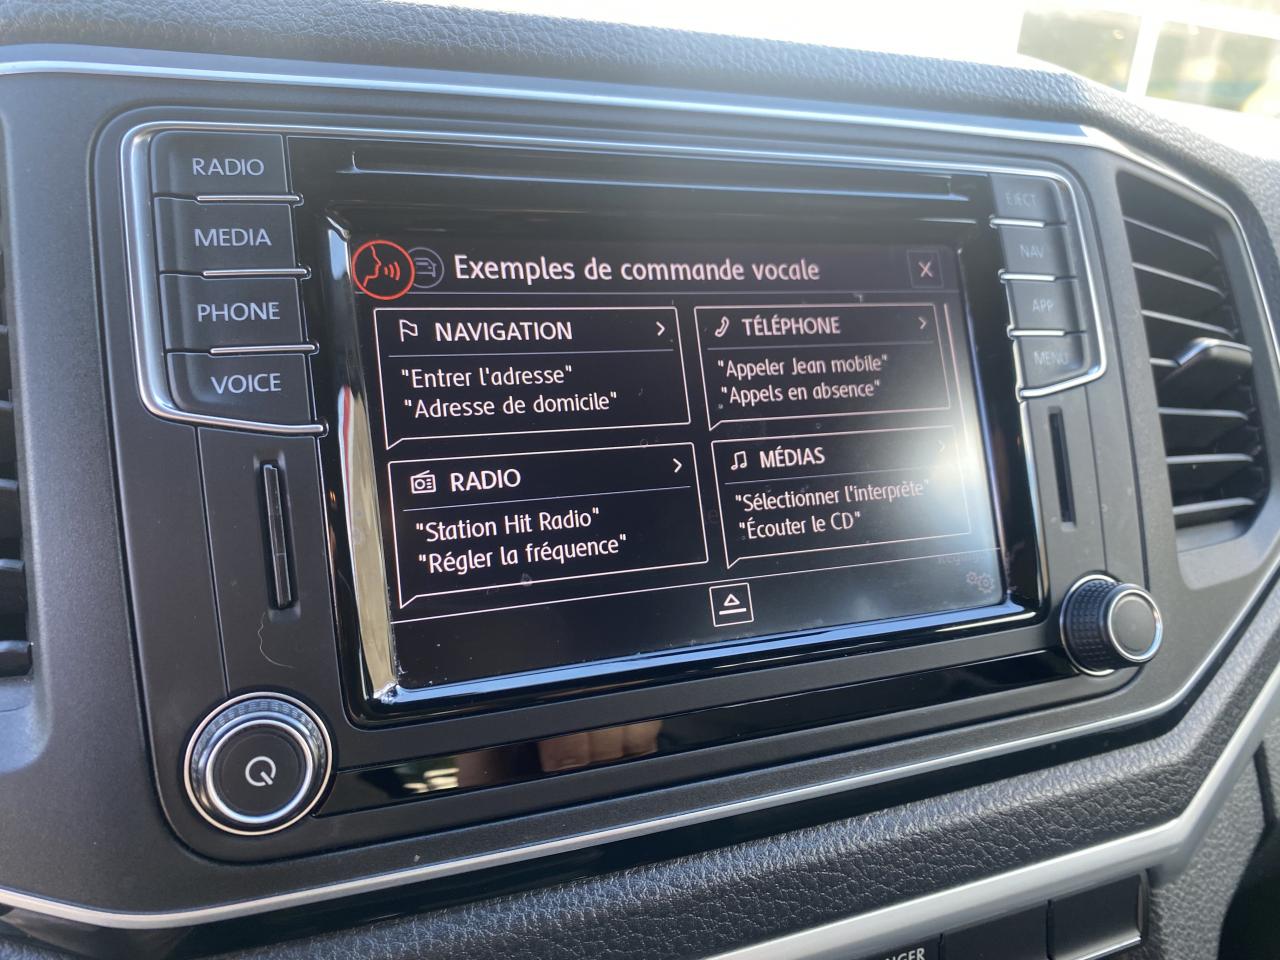 RADIO
MEDIA
PHONE
VOICE
EJECT
NAV
APP
MENU
Exemples de commande vocale
X
NAVIGATION
"Entrer l'adresse"
"Adresse de domicile"
TÉLÉPHONE
"Appeler Jean mobile"
"Appels en absence"
RADIO
"Station Hit Radio"
"Régler la fréquence"
MÉDIAS
"Sélectionner l'interprète"
"Écouter le CD"